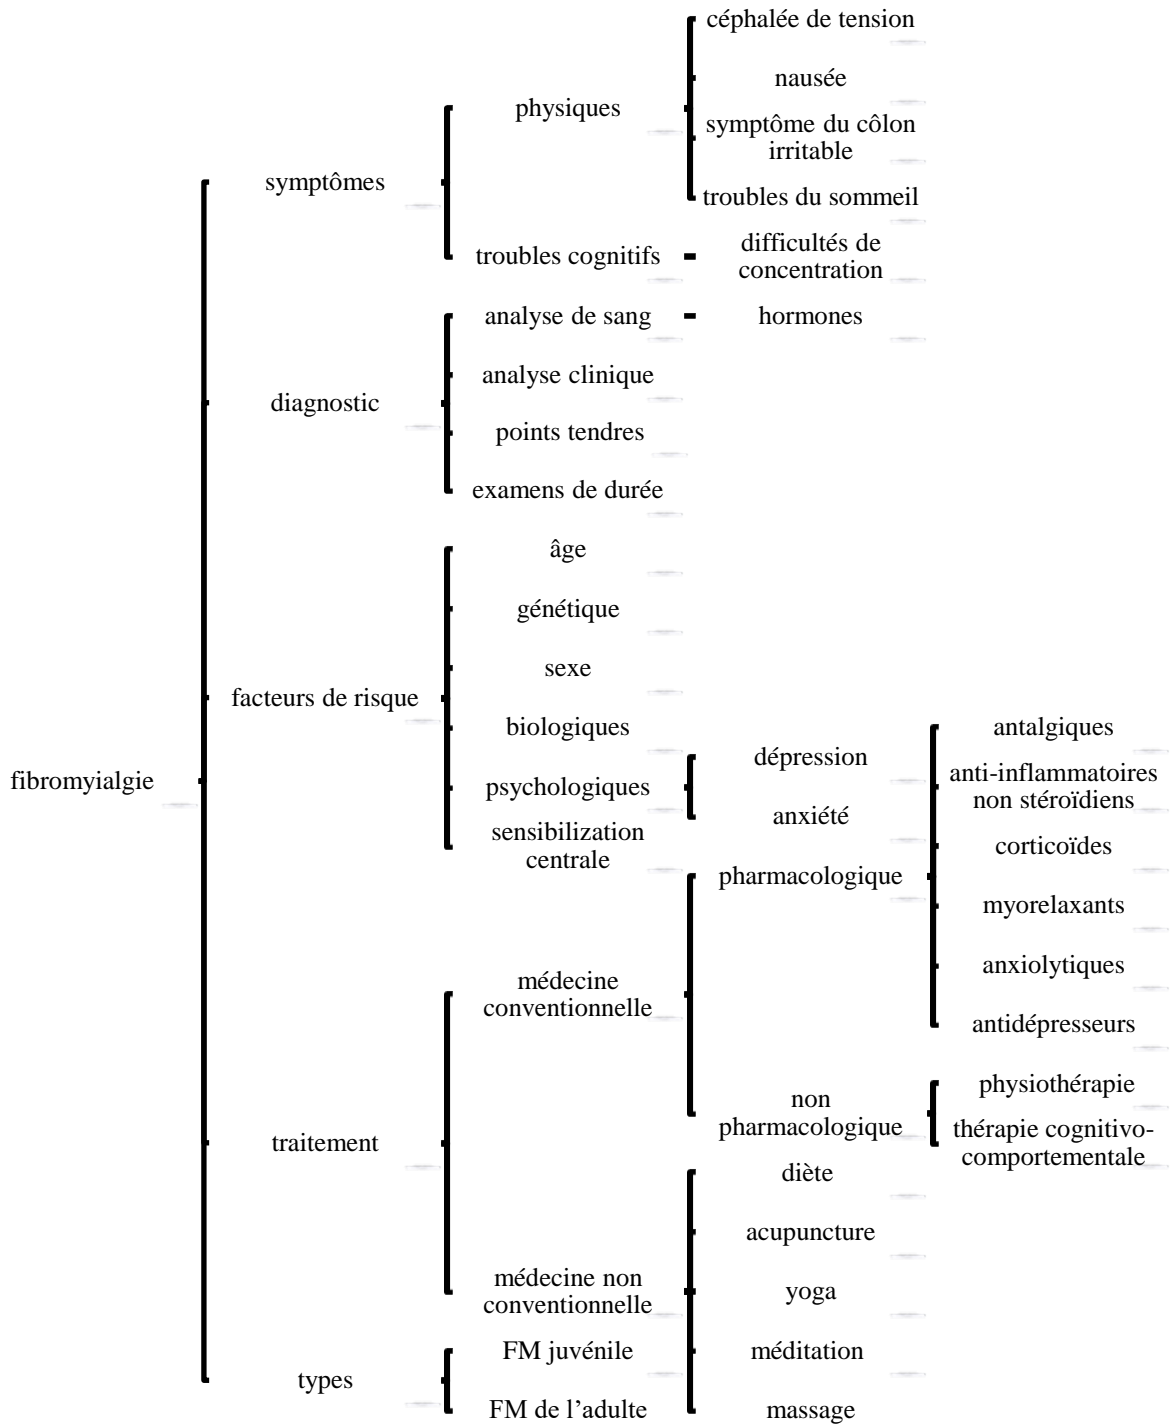 fibromyialgie
symptômes
physiques
céphalée de tension
nausée
symptôme du côlon
irritable
troubles du sommeil
troubles cognitifs
difficultés de
concentration
diagnostic
analyse de sang
hormones
analyse clinique
points tendres
examens de durée
facteurs de risque
âge
génétique
sexe
biologiques
psychologiques
dépression
anxiété
sensibilization
centrale
traitement
médecine
conventionnelle
pharmacologique
antalgiques
anti-inflammatoires
non stéroïdiens
corticoïdes
myorelaxants
anxiolytiques
antidépresseurs
non
pharmacologique
physiothérapie
thérapie cognitivo-
comportementale
médecine non
conventionnelle
diète
acupuncture
yoga
méditation
massage
types
FM juvénile
FM de l’adulte